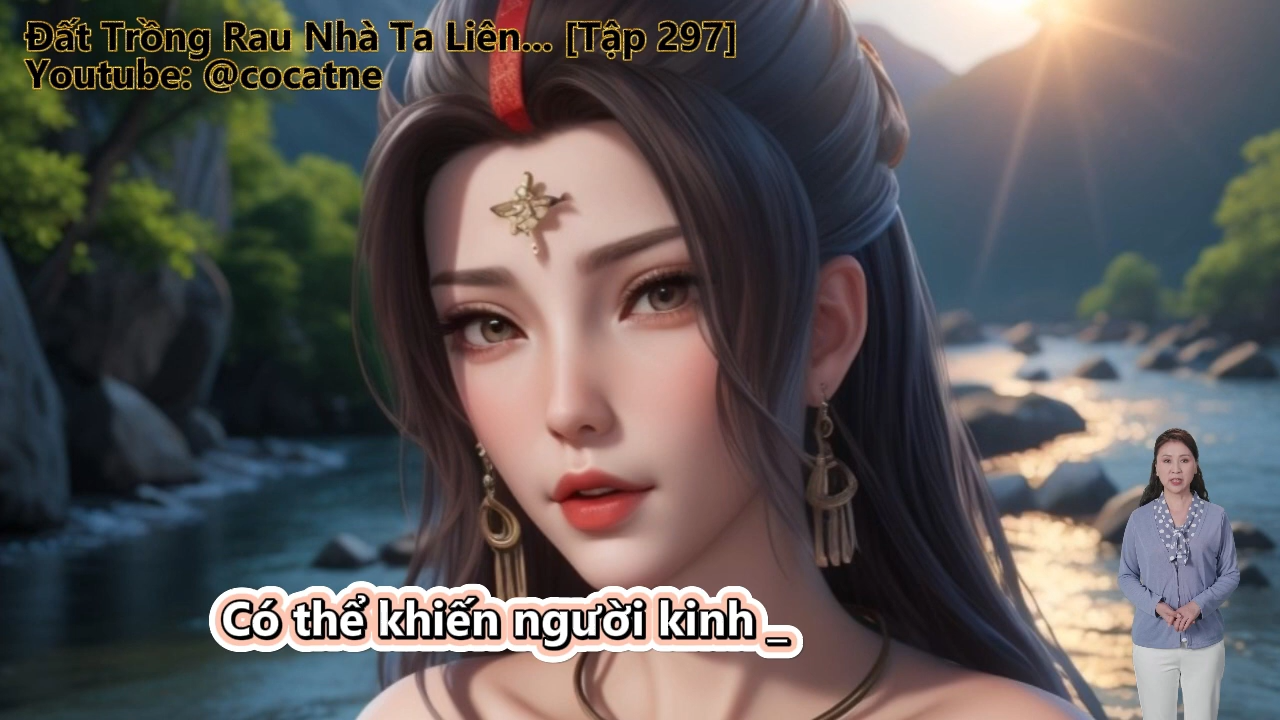 Đất Trồng Rau Nhà Ta Liên... [Tập 297]
Youtube: @cocatne
Có thể khiến người kinh _